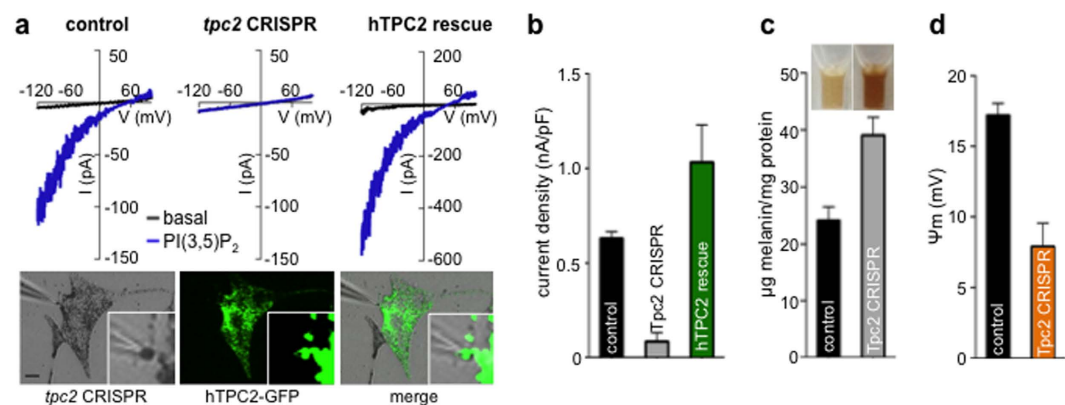 a
control
tpc2 CRISPR
hTPC2 rescue
50
-120 -60 60
V (mV)
-50
-100
-150
I (pA)
basal
PI(3,5)P2
50
-120 -60 60
V (mV)
-50
-100
-150
I (pA)
200
-120 -60 60
V (mV)
-200
-400
-600
I (pA)
tpc2 CRISPR
hTPC2-GFP
merge
b
current density (nA/pF)
1.5
1.0
0.5
0
control
Tpc2 CRISPR
hTPC2 rescue
c
µg melanin/mg protein
50
40
30
20
10
0
control
Tpc2 CRISPR
d
Ψm (mV)
20
15
10
5
0
control
Tpc2 CRISPR